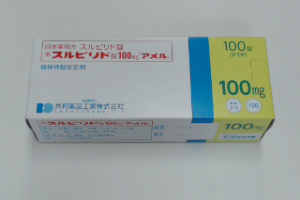 日本薬局方 スルピリド錠
スルピリド錠100mg「アメル」
精神情動安定剤
共和薬品工業株式会社
100錠
(PTP)
100mg
100
100mg